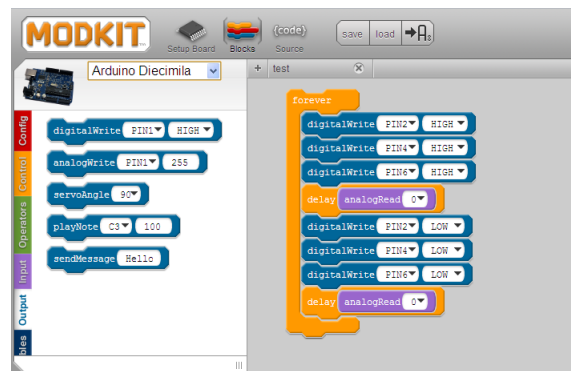 MODKIT
Setup Board
Blocks
{code}
Source
save
load
Arduino Diecimila
+ test
Config
Control
Operators
Input
Output
bles
digitalWrite PIN1 HIGH
analogWrite PIN1 255
servoAngle 90
playNote C3 100
sendMessage Hello
forever
digitalWrite PIN2 HIGH
digitalWrite PIN4 HIGH
digitalWrite PIN6 HIGH
delay analogRead 0
digitalWrite PIN2 LOW
digitalWrite PIN4 LOW
digitalWrite PIN6 LOW
delay analogRead 0